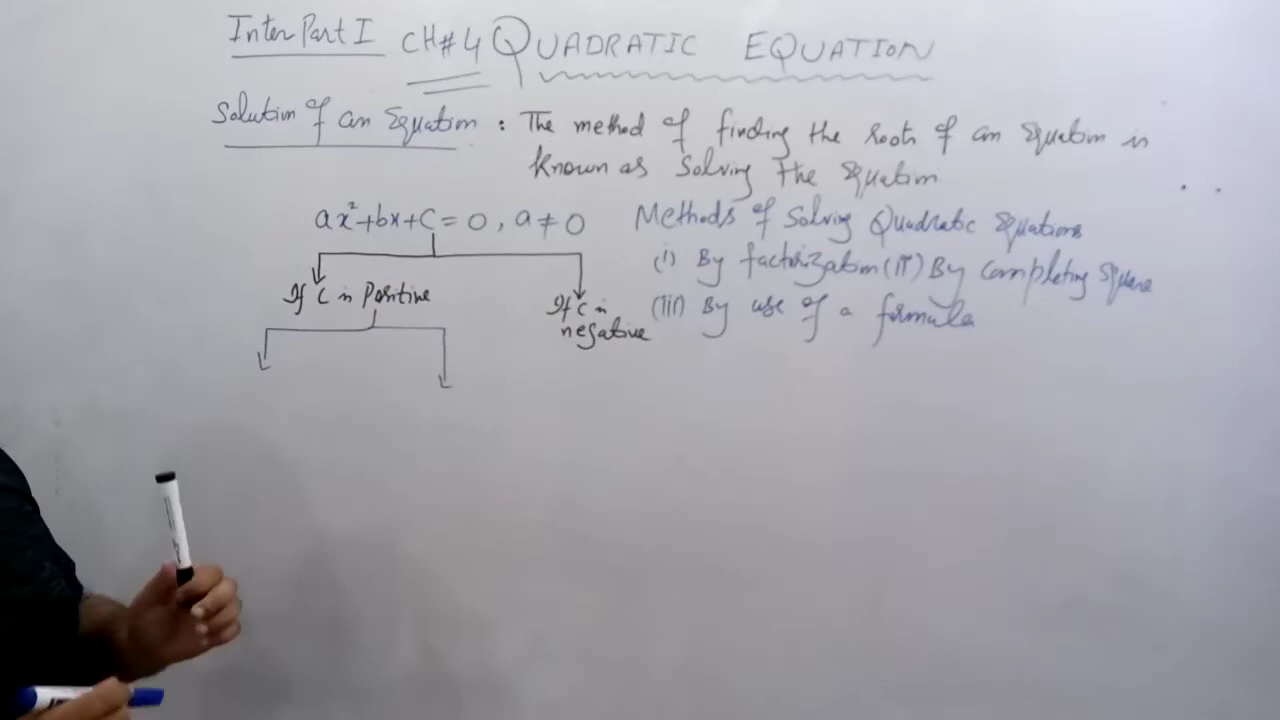 Inter Part I CH#4 QUADRATIC EQUATION
Solution of an Equation : The method of finding the roots of an Equation is
known as Solving the Equation
ax²+bx+C=0, a≠0
Methods of Solving Quadratic Equations
(i) By factorization (ii) By Completing Square
(iii) By use of a formula
If C is Positive
If C is
negative